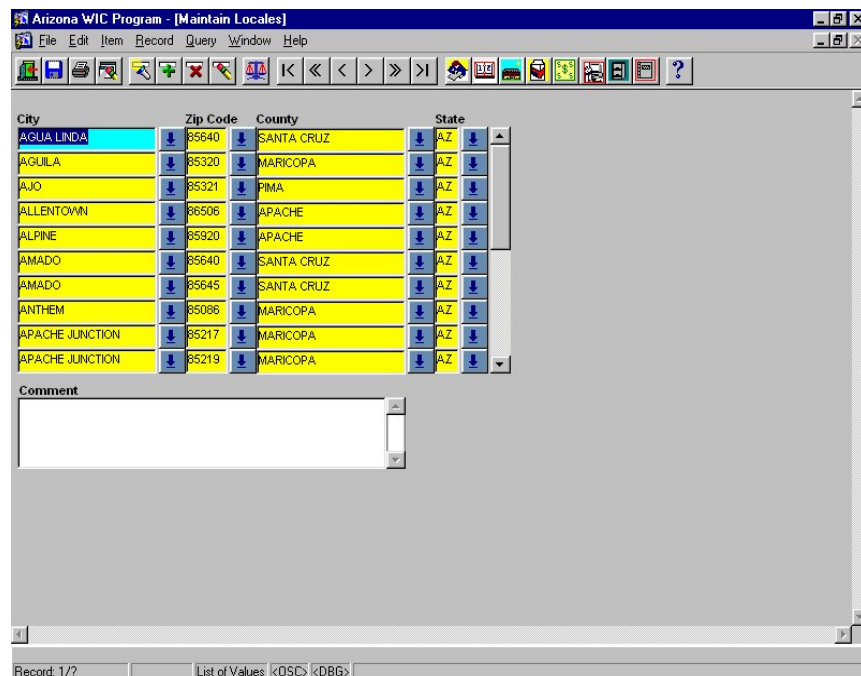 Arizona WIC Program - [Maintain Locales]
File Edit Item Record Query Window Help
City Zip Code County State
AGUA LINDA 85640 SANTA CRUZ AZ
AGUILA 85320 MARICOPA AZ
AJO 85321 PIMA AZ
ALLENTOWN 86506 APACHE AZ
ALPINE 85920 APACHE AZ
AMADO 85640 SANTA CRUZ AZ
AMADO 85645 SANTA CRUZ AZ
ANTHEM 85086 MARICOPA AZ
APACHE JUNCTION 85217 MARICOPA AZ
APACHE JUNCTION 85219 MARICOPA AZ
Comment
Record: 1/? List of Values <OSC> <DBG>